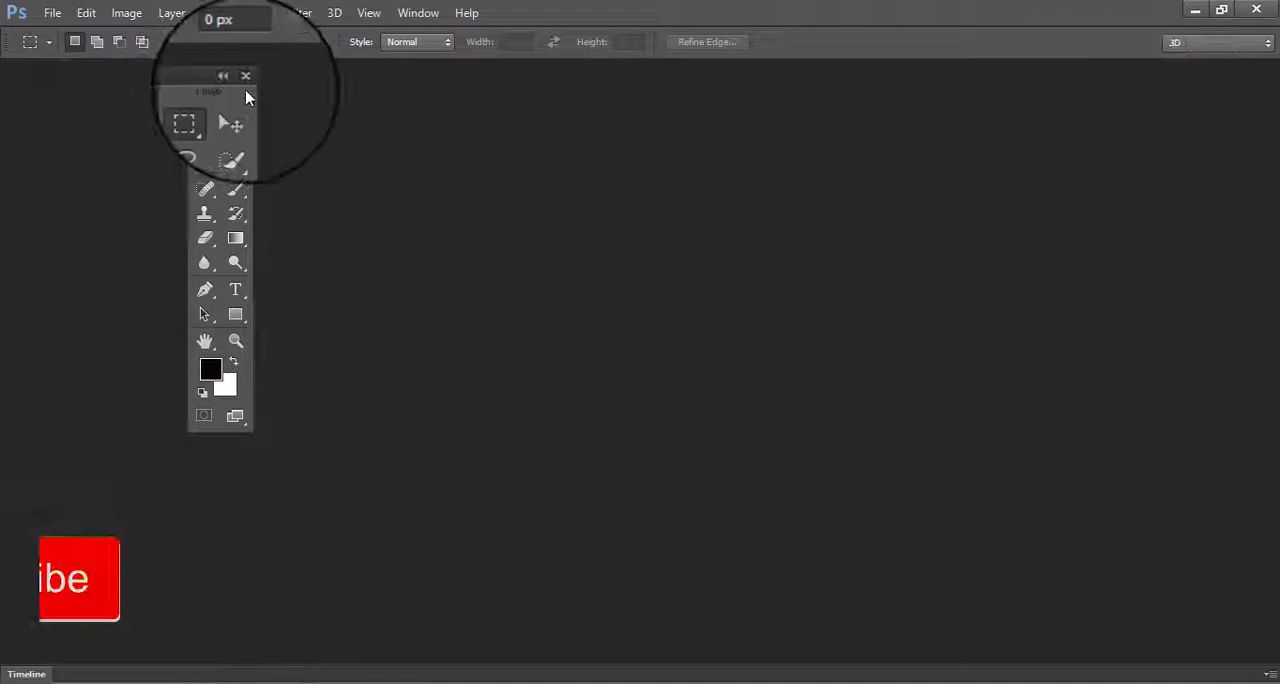 Ps File Edit Image Layer ter 3D View Window Help
0 px
Style: Normal Width: Height: Refine Edge... 3D
T
ibe
Timeline